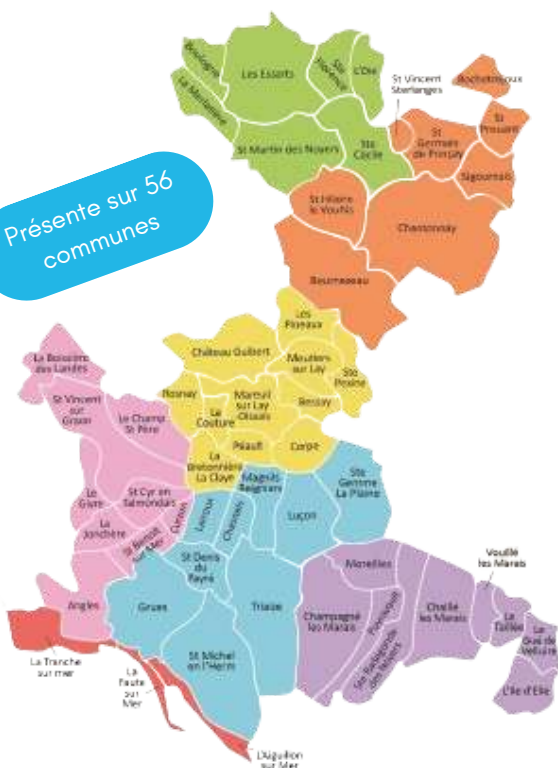 Présente sur 56
communes
Boulogne
La Merlatière
Les Essarts
Ste
Florence
L'Oie
St Martin des Noyers
Ste
Cécile
St Vincent
Sterlanges
Rochetrejoux
St
Prouant
St
Germain
de Prinçay
Sigournais
St Hilaire
le Vouhis
Chantonnay
Bournezeau
Les
Pineaux
Château Guibert
Moutiers
sur Lay
Ste
Pexine
Rosnay
Mareuil
sur Lay
Dissais
Bessay
La
Couture
Péault
Corpe
La
Bretonnière
La Claye
La Boissière
des Landes
St Vincent
sur
Graon
Le Champ
St Père
Le
Givre
St Cyr en
Talmondais
Curzon
La
Jonchère
St Benoist
sur Mer
Angles
Magnils
Reigniers
Ste
Gemme
La Plaine
Lairoux
Chasnais
Luçon
St Denis
du
Payré
Grues
Triaize
St Michel
en l'Herm
Moreilles
Champagné
les Marais
Puyravault
Ste Radegonde
des Noyers
Chaillé
les Marais
Vouillé
les Marais
La
Taillée
Le
Gué de
Velluire
L'Ile d'Elle
La Tranche
sur mer
La
Faute
sur
Mer
L'Aiguillon
sur Mer